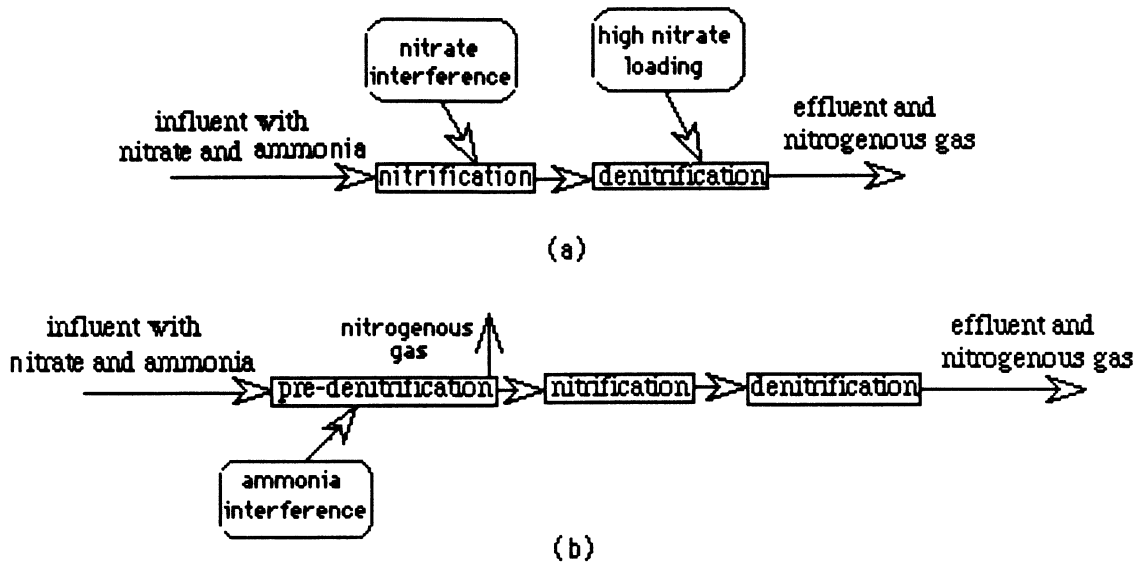 nitrate
interference
high nitrate
loading
influent with
nitrate and ammonia
effluent and
nitrogenous gas
nitrification
denitrification
(a)
influent with
nitrate and ammonia
nitrogenous
gas
effluent and
nitrogenous gas
pre-denitrification
nitrification
denitrification
ammonia
interference
(b)